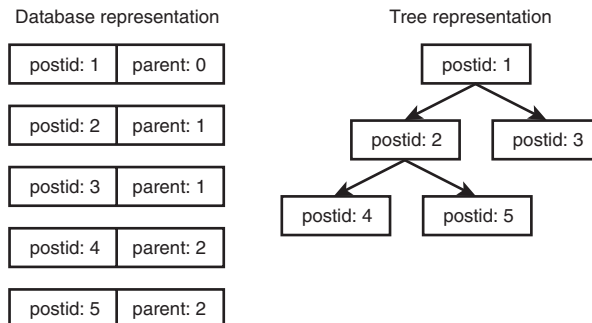 Database representation
postid: 1 parent: 0
postid: 2 parent: 1
postid: 3 parent: 1
postid: 4 parent: 2
postid: 5 parent: 2
Tree representation
postid: 1
postid: 2 postid: 3
postid: 4 postid: 5